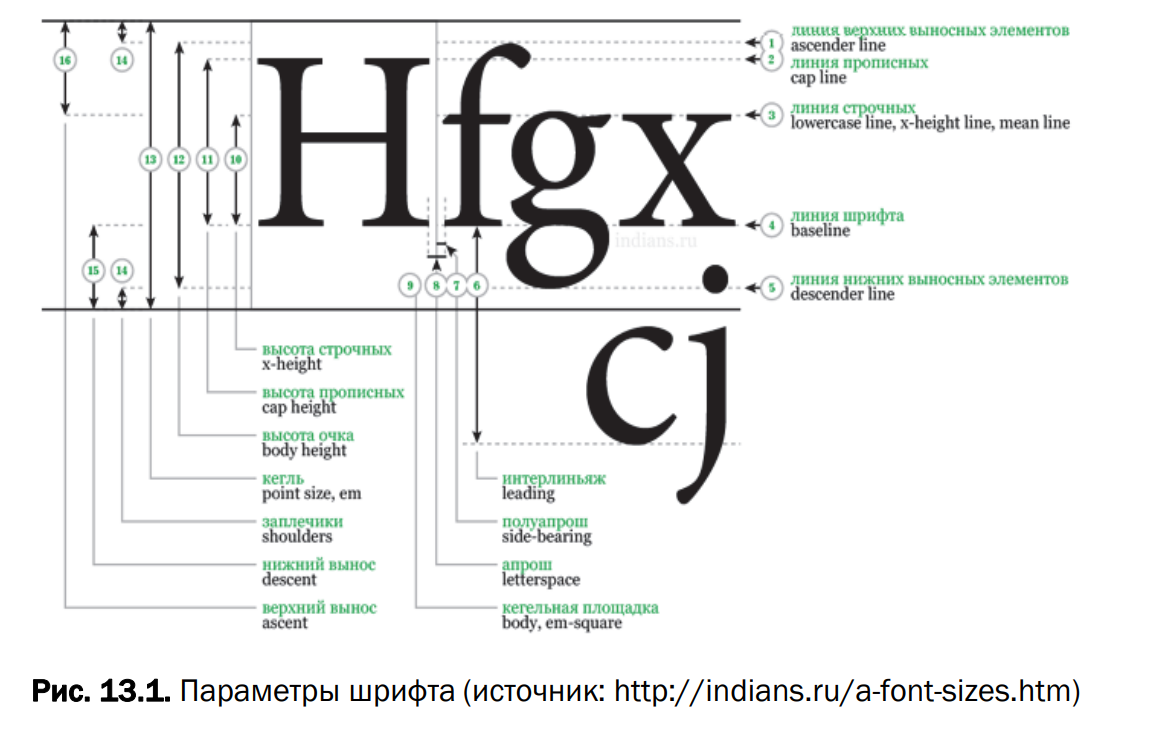 линия верхних выносных элементов
1 ascender line
2 линия прописных
cap line
16 14
Hfgx
3 линия строчных
lowercase line, x-height line, mean line
13 12 11 10
4 линия шрифта
baseline
indians.ru
15 14
9 8 7 6
5 линия нижних выносных элементов
descender line
cj
высота строчных
x-height
высота прописных
cap height
высота очка
body height
кегль
point size, em
заплечики
shoulders
нижний вынос
descent
верхний вынос
ascent
интерлиньяж
leading
полуапрош
side-bearing
апрош
letterspace
кегельная площадка
body, em-square
Рис. 13.1. Параметры шрифта (источник: http://indians.ru/a-font-sizes.htm)